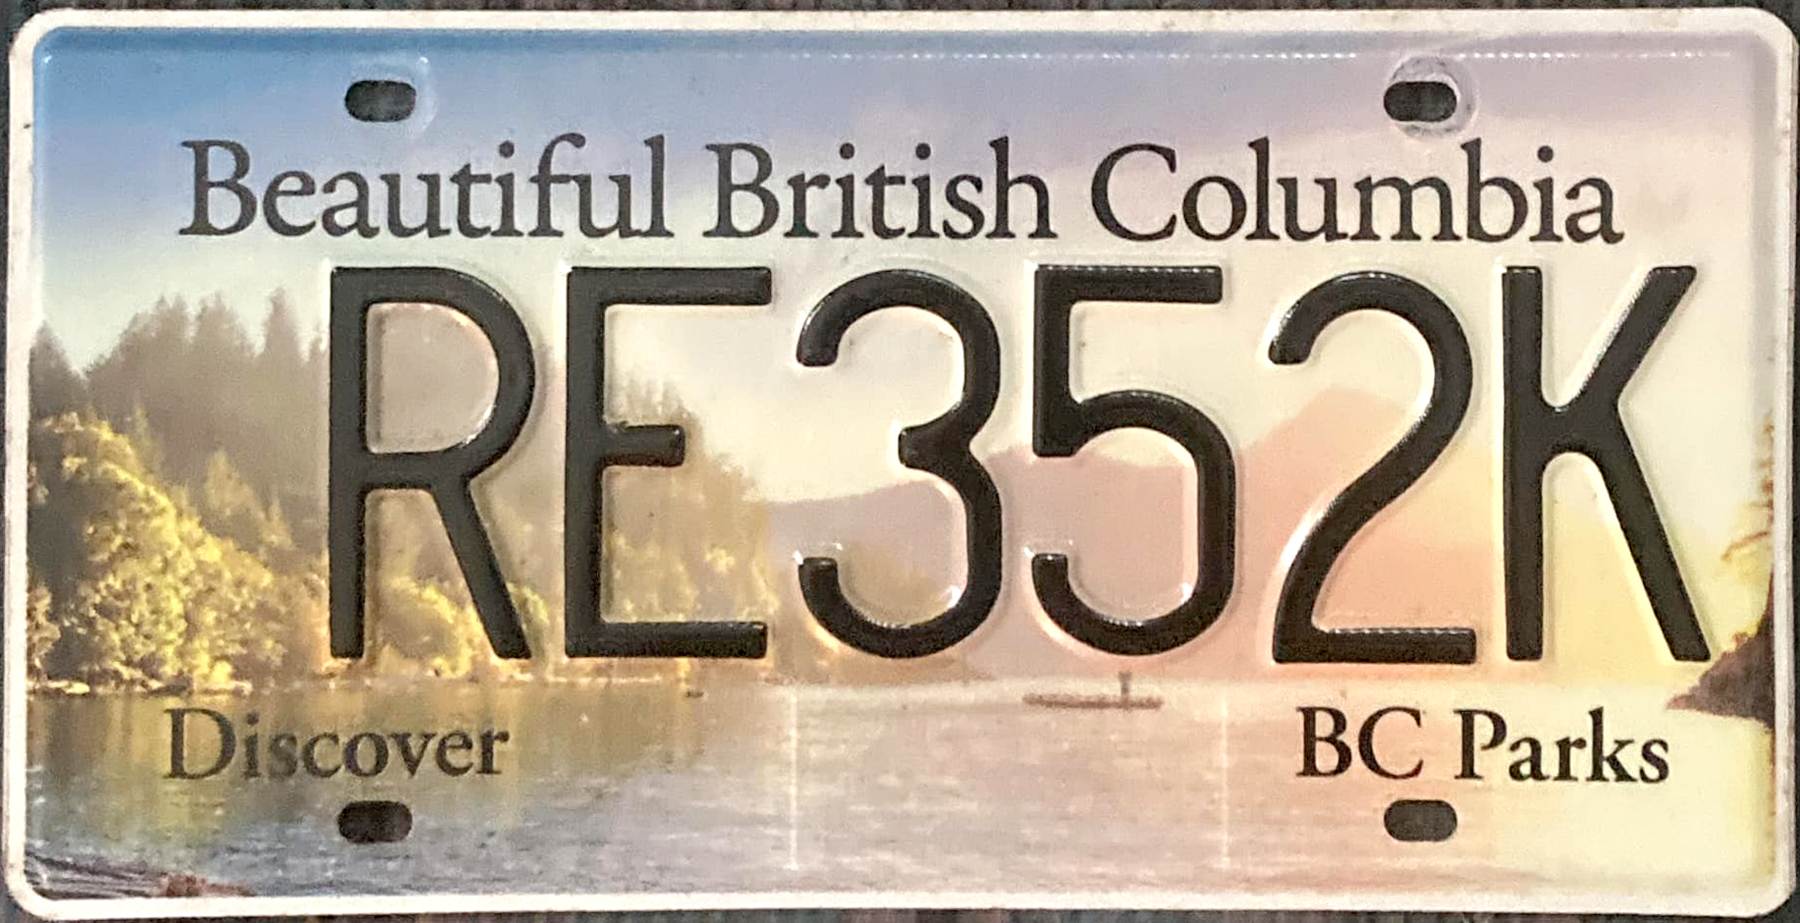 Beautiful British Columbia
RE352K
Discover BC Parks